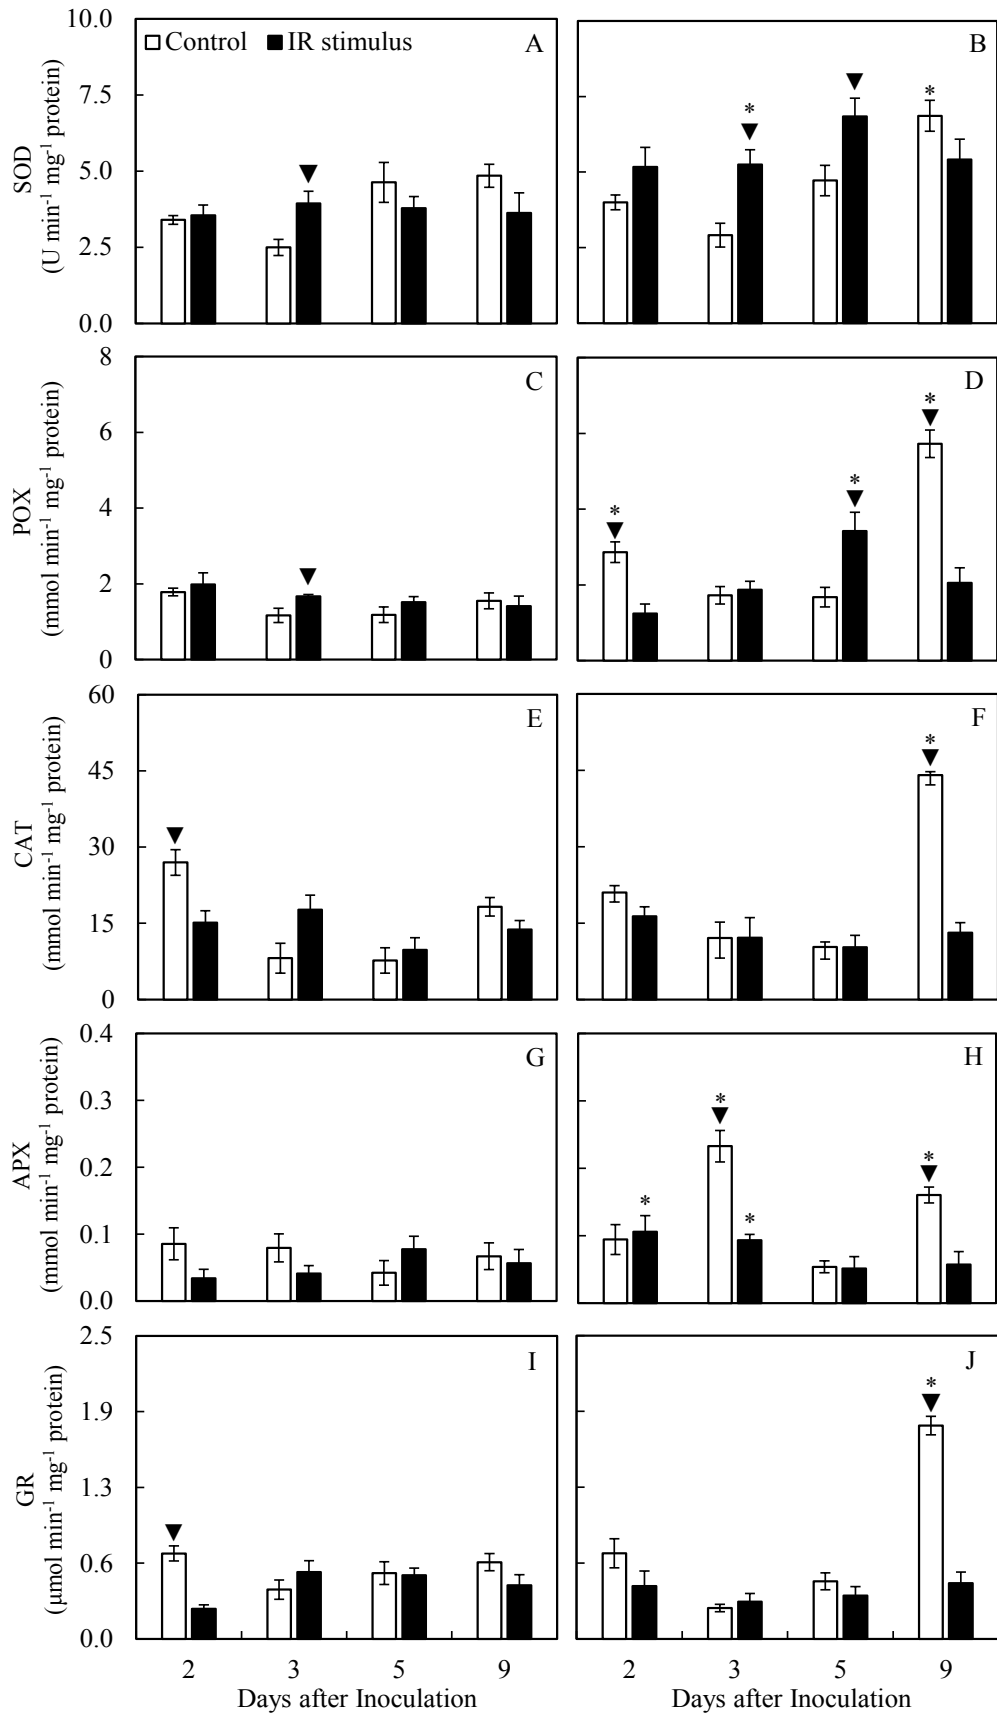 10.0
□ Control ■ IR stimulus A
7.5
5.0
2.5
0.0
SOD
(U min⁻¹ mg⁻¹ protein)
B
▼
*
*
▼
▼
8
6
4
2
0
POX
(mmol min⁻¹ mg⁻¹ protein)
C
▼
D
*
▼
*
▼
*
▼
60
45
30
15
0
CAT
(mmol min⁻¹ mg⁻¹ protein)
E
▼
F
*
▼
0.4
0.3
0.2
0.1
0.0
APX
(mmol min⁻¹ mg⁻¹ protein)
G
H
*
▼
*
▼
*
*
2.5
1.9
1.3
0.6
0.0
GR
(µmol min⁻¹ mg⁻¹ protein)
I
▼
J
*
▼
2 3 5 9
Days after Inoculation
2 3 5 9
Days after Inoculation